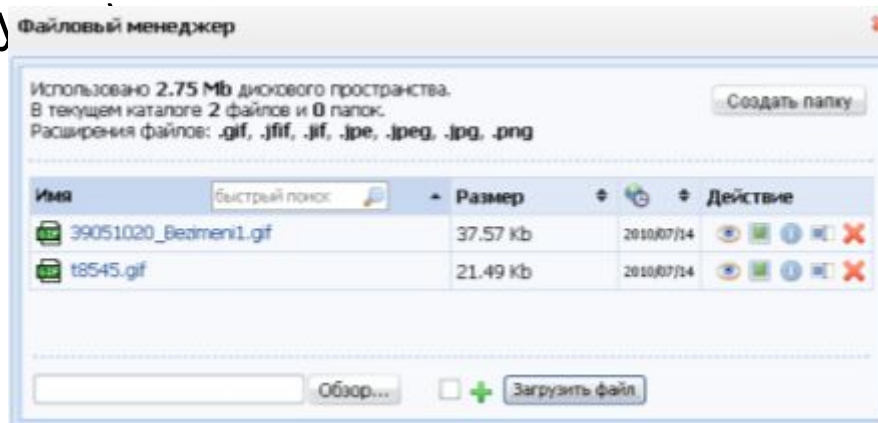 Файловый менеджер
Использовано 2.75 Mb дискового пространства.
В текущем каталоге 2 файлов и 0 папок.
Расширения файлов: .gif, .jfif, .jif, .jpe, .jpeg, .jpg, .png
Создать папку
Имя быстрый поиск Размер Действие
39051020_Bezimeni1.gif 37.57 Kb 2010/07/14
t8545.gif 21.49 Kb 2010/07/14
Обзор... Загрузить файл